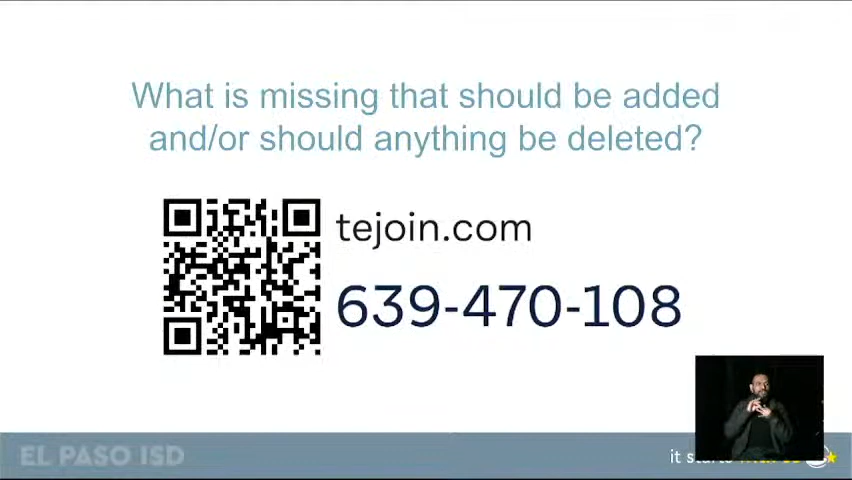 What is missing that should be added
and/or should anything be deleted?
tejoin.com
639-470-108
EL PASO ISD
it starts